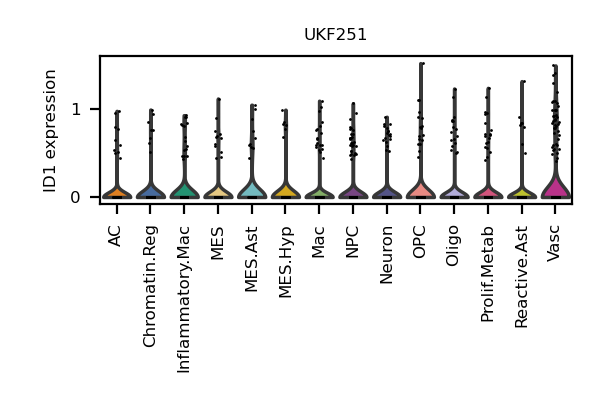 UKF251
ID1 expression
1
0
AC
Chromatin.Reg
Inflammatory.Mac
MES
MES.Ast
MES.Hyp
Mac
NPC
Neuron
OPC
Oligo
Prolif.Metab
Reactive.Ast
Vasc